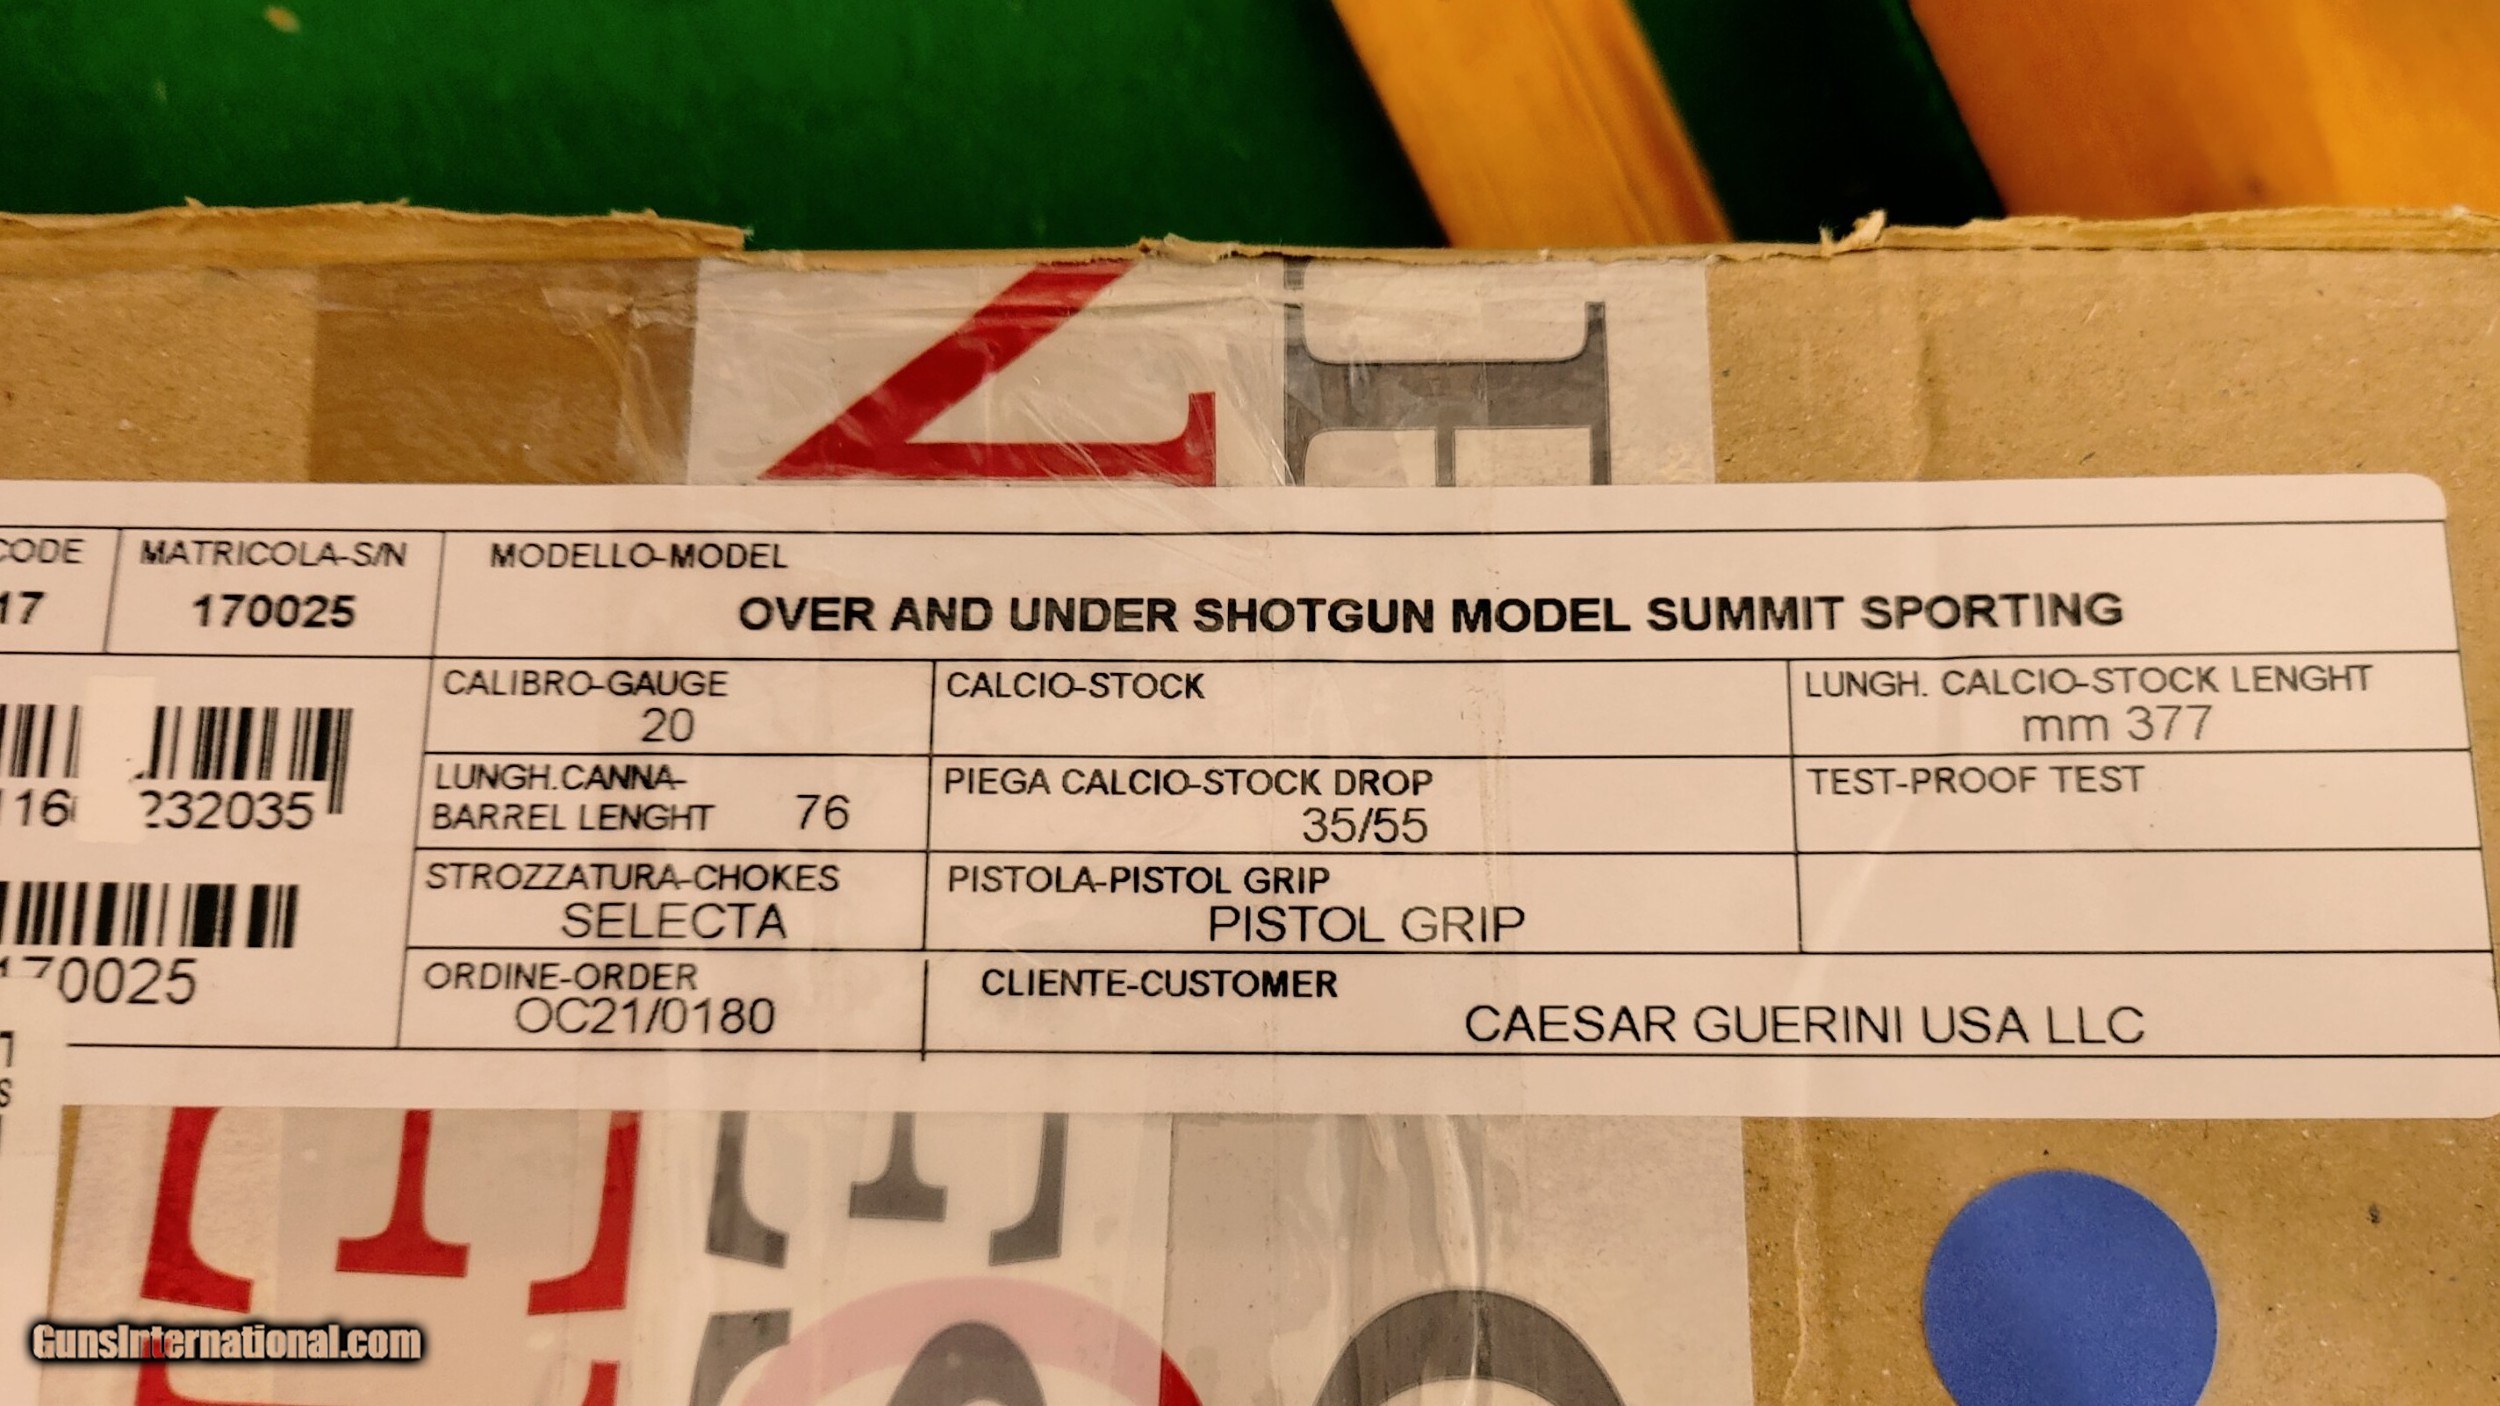 CODE
MATRICOLA-S/N
MODELLO-MODEL
17
170025
OVER AND UNDER SHOTGUN MODEL SUMMIT SPORTING
CALIBRO-GAUGE
20
CALCIO-STOCK
LUNGH. CALCIO-STOCK LENGHT
mm 377
LUNGH.CANNA-
BARREL LENGHT 76
PIEGA CALCIO-STOCK DROP
35/55
TEST-PROOF TEST
232035
STROZZATURA-CHOKES
SELECTA
PISTOLA-PISTOL GRIP
PISTOL GRIP
170025
ORDINE-ORDER
OC21/0180
CLIENTE-CUSTOMER
CAESAR GUERINI USA LLC
GunsInternational.com